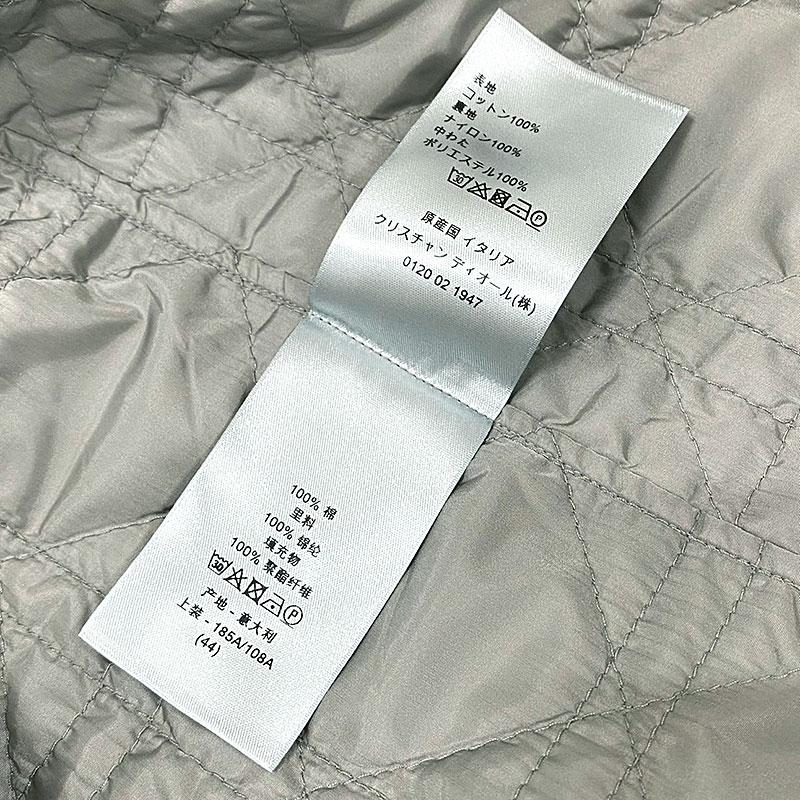 表地
コットン100%
裏地
ナイロン100%
中わた
ポリエステル100%
30 P
原産国 イタリア
クリスチャン ディオール(株)
0120 02 1947
100% 棉
里料
100% 锦纶
填充物
100% 聚酯纤维
30 P
产地 - 意大利
上装 - 185A/108A
(44)